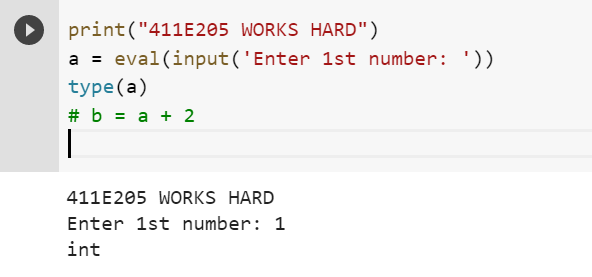 print("411E205 WORKS HARD")
a = eval(input('Enter 1st number: '))
type(a)
# b = a + 2
411E205 WORKS HARD
Enter 1st number: 1
int